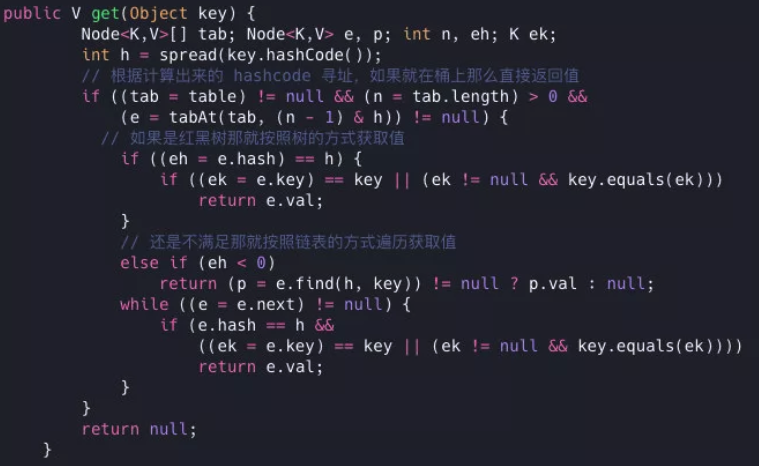 public V get(Object key) {
Node<K,V>[] tab; Node<K,V> e, p; int n, eh; K ek;
int h = spread(key.hashCode());
// 根据计算出来的 hashcode 寻址，如果就在桶上那么直接返回值
if ((tab = table) != null && (n = tab.length) > 0 &&
(e = tabAt(tab, (n - 1) & h)) != null) {
// 如果是红黑树那就按照树的方式获取值
if ((eh = e.hash) == h) {
if ((ek = e.key) == key || (ek != null && key.equals(ek)))
return e.val;
}
// 还是不满足那就按照链表的方式遍历获取值
else if (eh < 0)
return (p = e.find(h, key)) != null ? p.val : null;
while ((e = e.next) != null) {
if (e.hash == h &&
((ek = e.key) == key || (ek != null && key.equals(ek))))
return e.val;
}
}
return null;
}